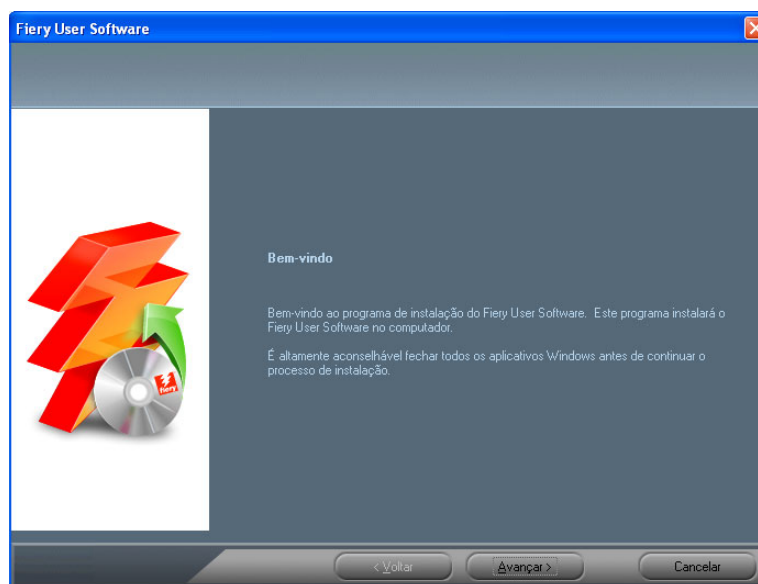 Fiery User Software
Bem-vindo
Bem-vindo ao programa de instalação do Fiery User Software. Este programa instalará o
Fiery User Software no computador.
É altamente aconselhável fechar todos os aplicativos Windows antes de continuar o
processo de instalação.
fiery
< Voltar
Avançar >
Cancelar